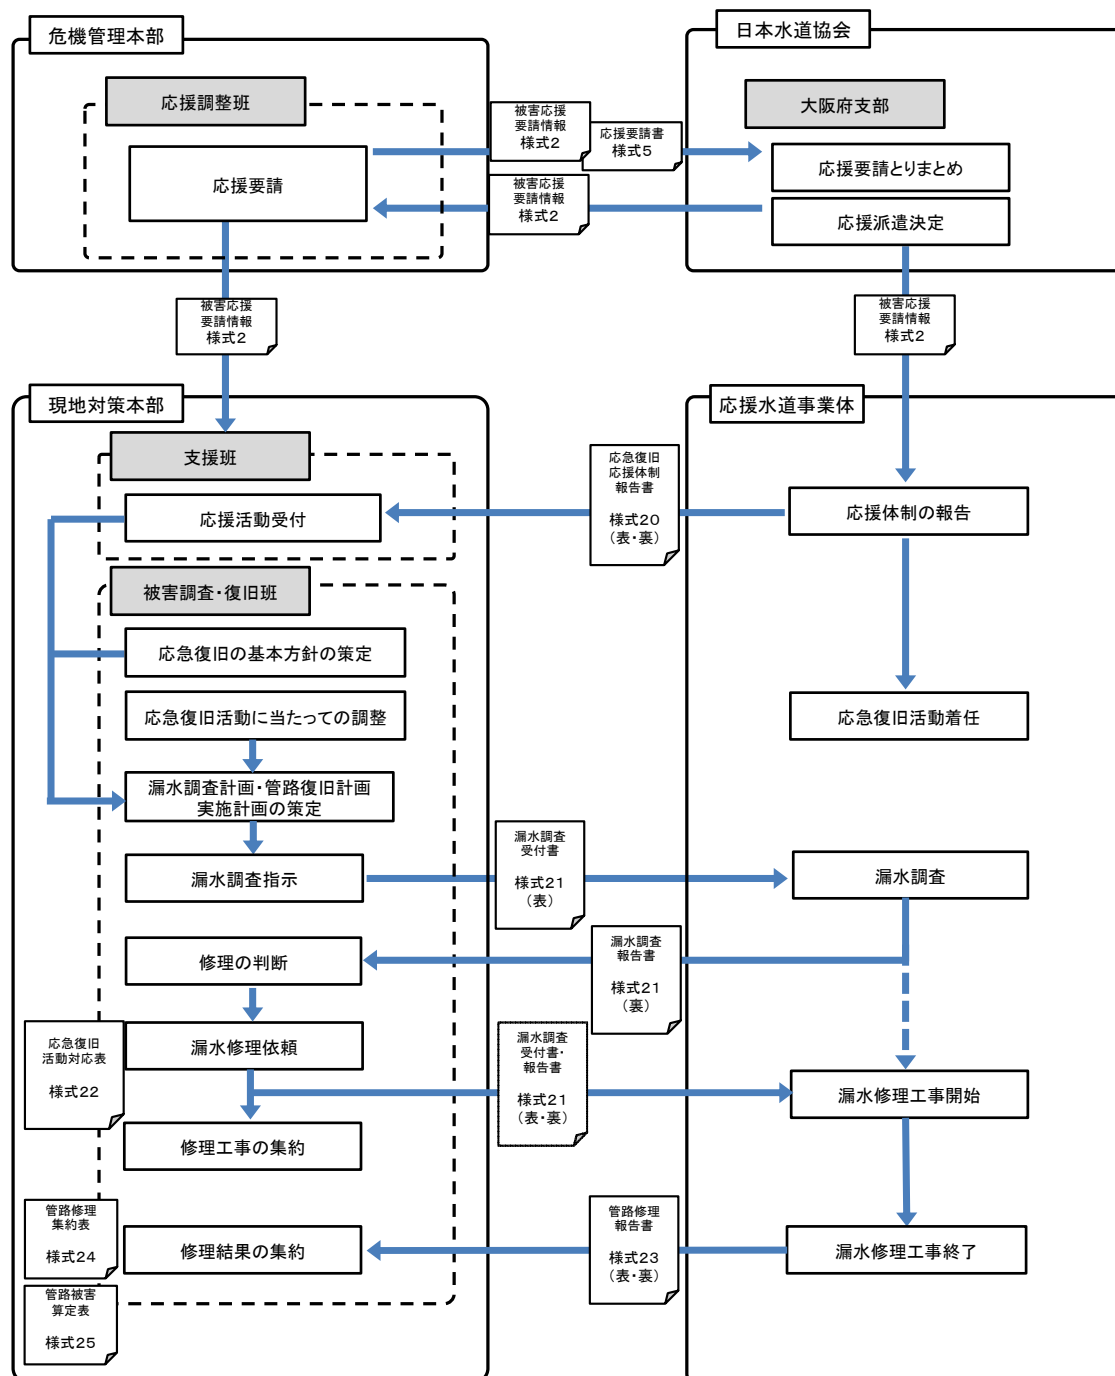 危機管理本部
日本水道協会
応援調整班
大阪府支部
被害応援
要請情報
様式2
応援要請書
様式5
応援要請
応援要請とりまとめ
被害応援
要請情報
様式2
応援派遣決定
被害応援
要請情報
様式2
被害応援
要請情報
様式2
現地対策本部
応援水道事業体
支援班
応急復旧
応援体制
報告書
様式20
(表・裏)
応援活動受付
応援体制の報告
被害調査・復旧班
応急復旧の基本方針の策定
応急復旧活動に当たっての調整
応急復旧活動着任
漏水調査計画・管路復旧計画
実施計画の策定
漏水調査
受付書
様式21
(表)
漏水調査指示
漏水調査
漏水調査
報告書
様式21
(裏)
修理の判断
応急復旧
活動対応表
様式22
漏水修理依頼
漏水調査
受付書・
報告書
様式21
(表・裏)
漏水修理工事開始
修理工事の集約
管路修理
集約表
様式24
修理結果の集約
管路修理
報告書
様式23
(表・裏)
漏水修理工事終了
管路被害
算定表
様式25